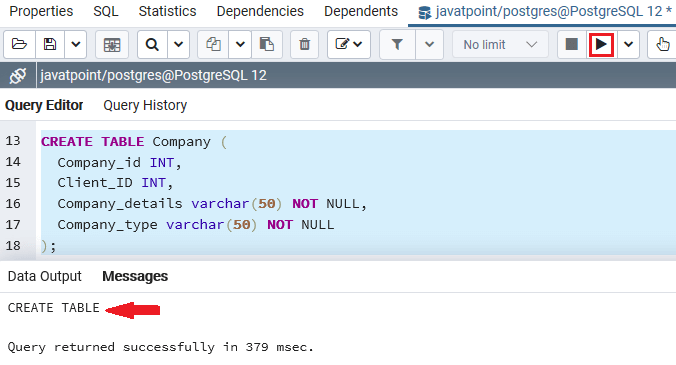 Properties SQL Statistics Dependencies Dependents javatpoint/postgres@PostgreSQL 12 *
No limit
javatpoint/postgres@PostgreSQL 12
Query Editor Query History
13 CREATE TABLE Company (
14 Company_id INT,
15 Client_ID INT,
16 Company_details varchar(50) NOT NULL,
17 Company_type varchar(50) NOT NULL
18 );
Data Output Messages
CREATE TABLE
Query returned successfully in 379 msec.